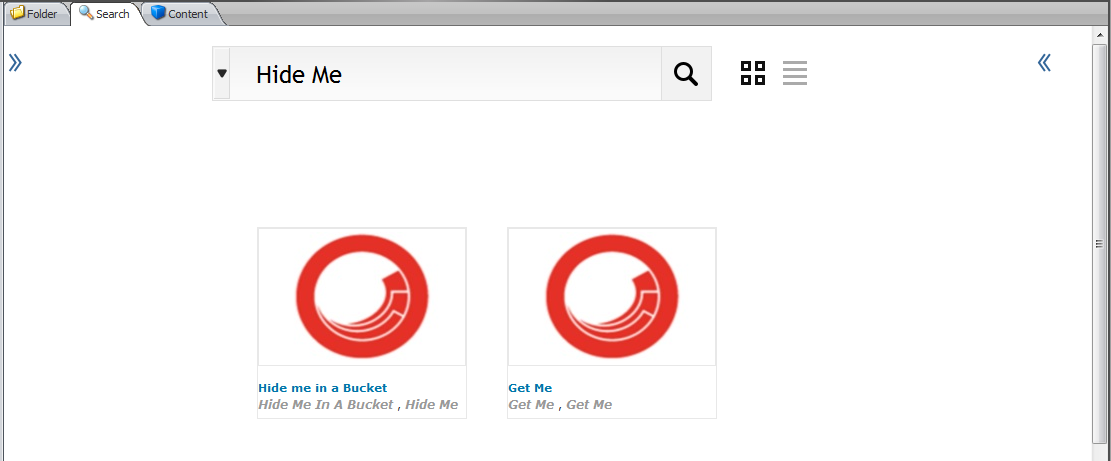 Folder Search Content
Hide Me
Hide me in a Bucket
Hide Me In A Bucket , Hide Me
Get Me
Get Me , Get Me